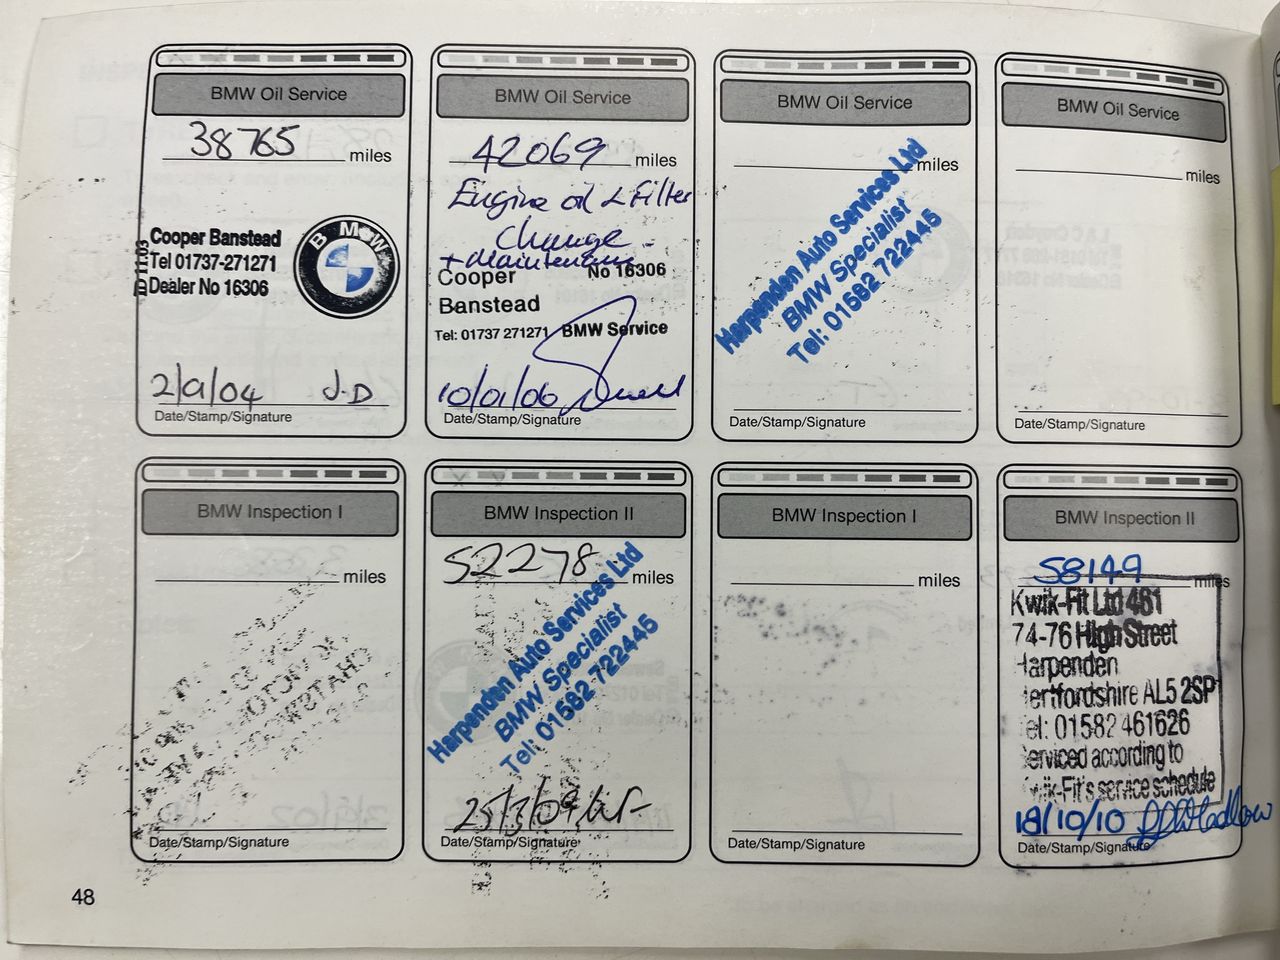 BMW Oil Service
38765 miles
Cooper Banstead
Tel 01737-271271
Dealer No 16306
BMW
2/9/04 J.D
Date/Stamp/Signature
BMW Oil Service
42069 miles
Engine oil & Filter
Change
+ Maintenance
Cooper No 16306
Banstead
Tel: 01737 271271 BMW Service
10/01/06
Date/Stamp/Signature
BMW Oil Service
miles
Harpenden Auto Services Ltd
BMW Specialist
Tel: 01582 722445
Date/Stamp/Signature
BMW Oil Service
miles
Date/Stamp/Signature
BMW Inspection I
miles
Date/Stamp/Signature
BMW Inspection II
52278 miles
Harpenden Auto Services Ltd
BMW Specialist
Tel: 01582 722445
25/3/09
Date/Stamp/Signature
BMW Inspection I
miles
Date/Stamp/Signature
BMW Inspection II
58149
miles
Kwik-Fit Ltd 461
74-76 High Street
Harpenden
Hertfordshire AL5 2SP
Tel: 01582 461626
Serviced according to
Kwik-Fit's service schedule
18/10/10
Date/Stamp/Signature
48